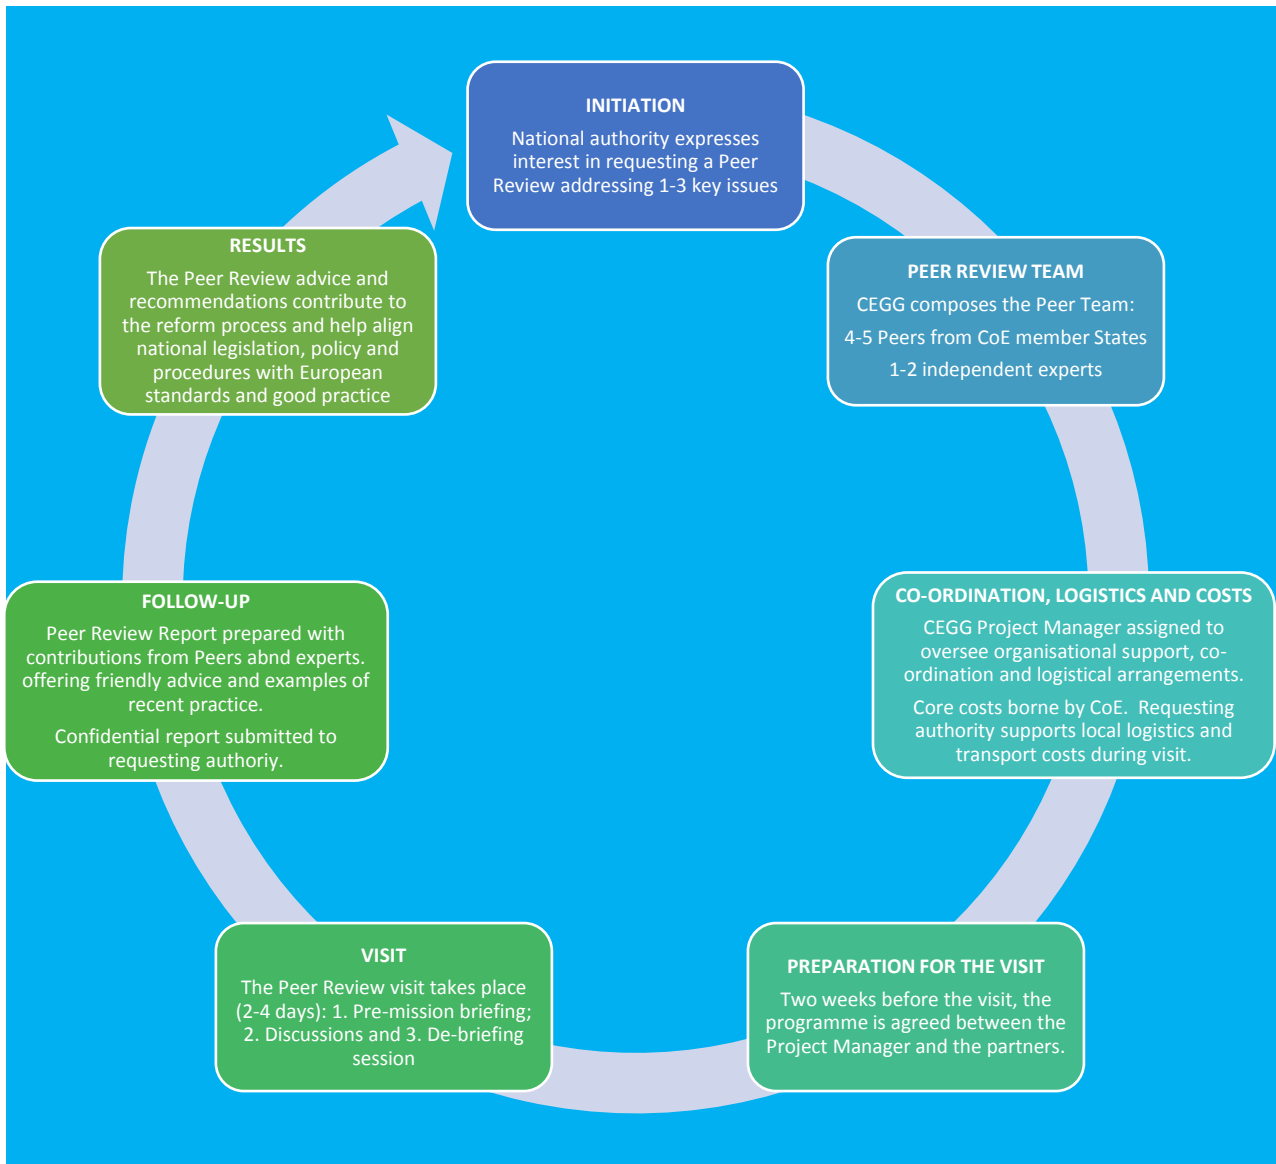 INITIATION
National authority expresses
interest in requesting a Peer
Review addressing 1-3 key issues
PEER REVIEW TEAM
CEGG composes the Peer Team:
4-5 Peers from CoE member States
1-2 independent experts
CO-ORDINATION, LOGISTICS AND COSTS
CEGG Project Manager assigned to
oversee organisational support, co-
ordination and logistical arrangements.
Core costs borne by CoE.  Requesting
authority supports local logistics and
transport costs during visit.
PREPARATION FOR THE VISIT
Two weeks before the visit, the
programme is agreed between the
Project Manager and the partners.
VISIT
The Peer Review visit takes place
(2-4 days): 1. Pre-mission briefing;
2. Discussions and 3. De-briefing
session
FOLLOW-UP
Peer Review Report prepared with
contributions from Peers abnd experts.
offering friendly advice and examples of
recent practice.
Confidential report submitted to
requesting authoriy.
RESULTS
The Peer Review advice and
recommendations contribute to
the reform process and help align
national legislation, policy and
procedures with European
standards and good practice